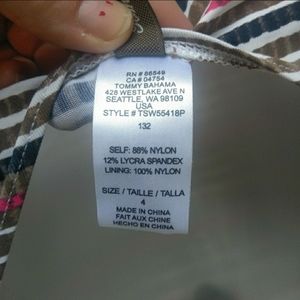 RN # 86549
CA # 04754
TOMMY BAHAMA
428 WESTLAKE AVE N
SEATTLE, WA 98109
USA
STYLE # TSW55418P
132
SELF: 88% NYLON
12% LYCRA SPANDEX
LINING: 100% NYLON
SIZE / TAILLE / TALLA
4
MADE IN CHINA
FAIT AUX CHINE
HECHO EN CHINA